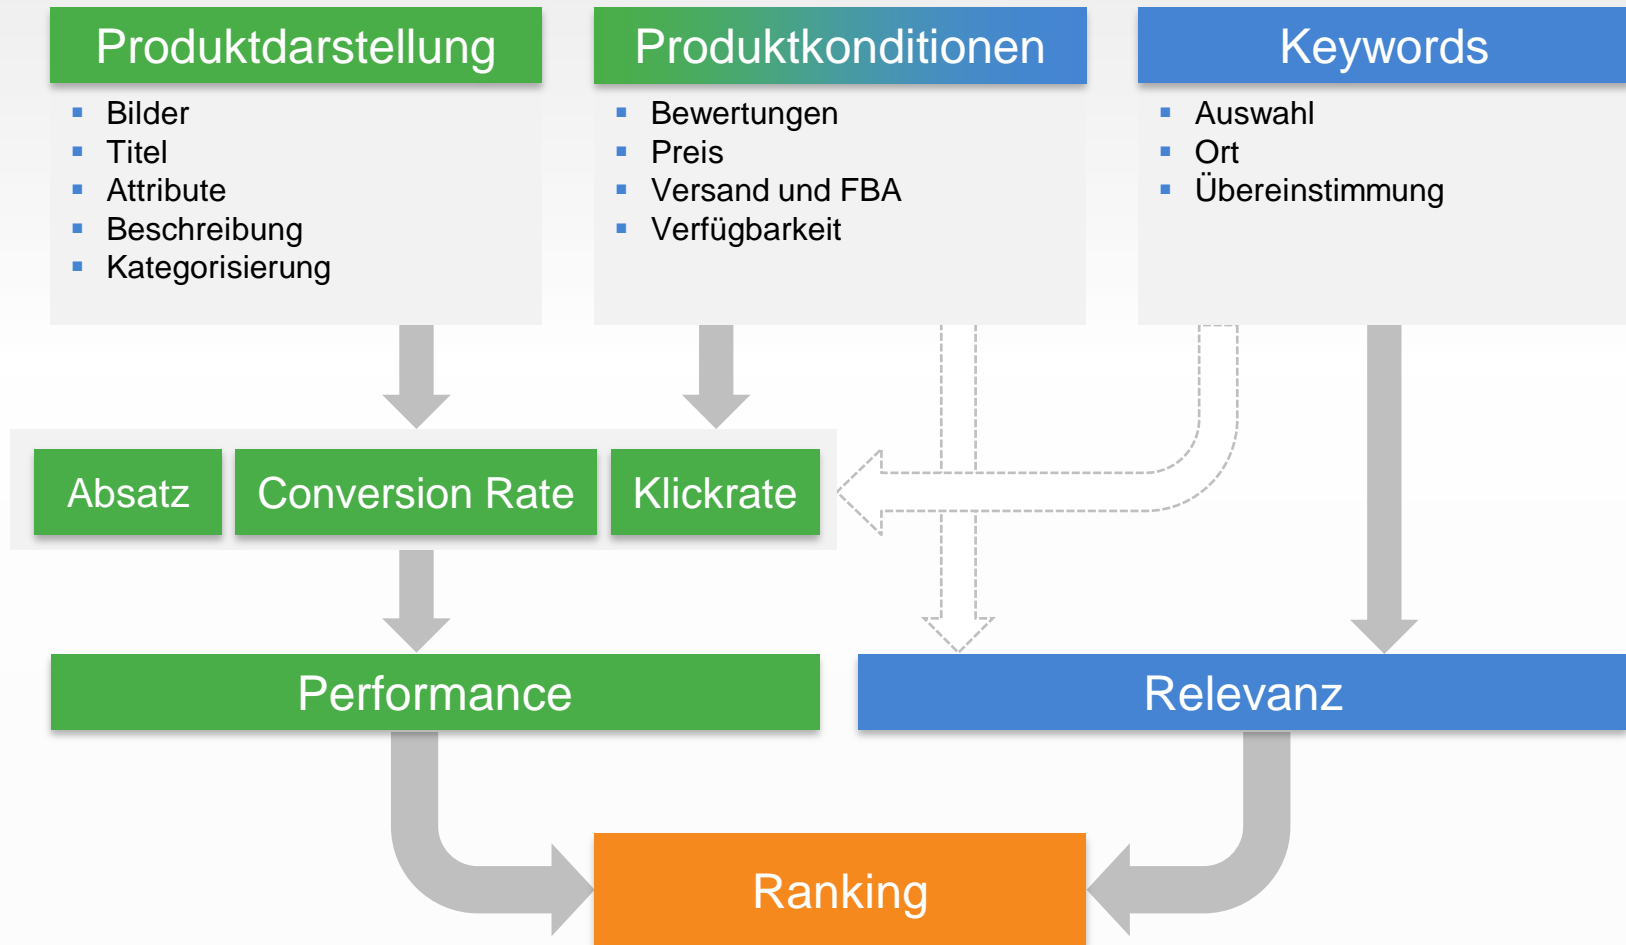 Produktdarstellung
Bilder
Titel
Attribute
Beschreibung
Kategorisierung
Produktkonditionen
Bewertungen
Preis
Versand und FBA
Verfügbarkeit
Keywords
Auswahl
Ort
Übereinstimmung
Absatz
Conversion Rate
Klickrate
Performance
Relevanz
Ranking